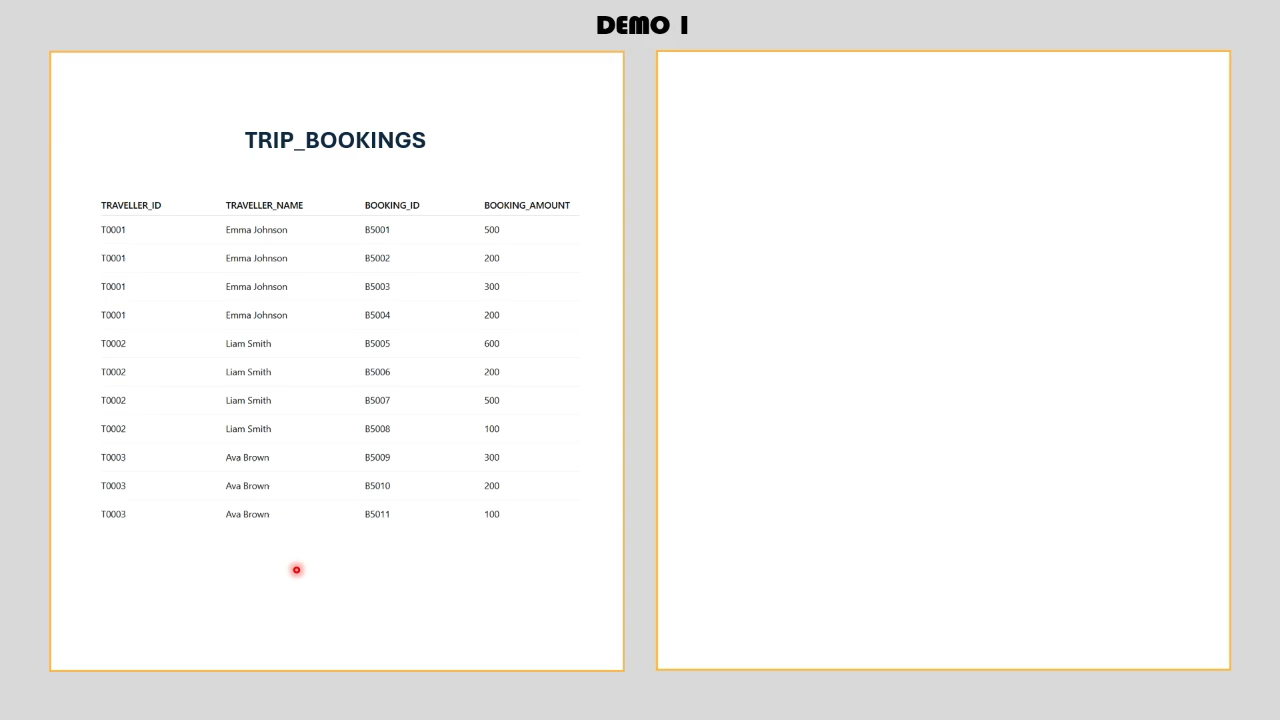 DEMO 1
TRIP_BOOKINGS
TRAVELLER_ID TRAVELLER_NAME BOOKING_ID BOOKING_AMOUNT
T0001 Emma Johnson B5001 500
T0001 Emma Johnson B5002 200
T0001 Emma Johnson B5003 300
T0001 Emma Johnson B5004 200
T0002 Liam Smith B5005 600
T0002 Liam Smith B5006 200
T0002 Liam Smith B5007 500
T0002 Liam Smith B5008 100
T0003 Ava Brown B5009 300
T0003 Ava Brown B5010 200
T0003 Ava Brown B5011 100